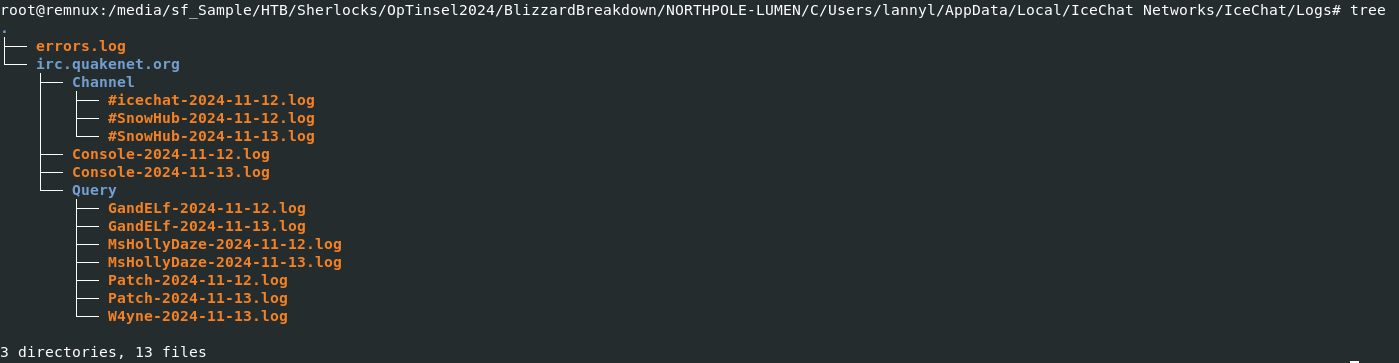 root@remnux:/media/sf_Sample/HTB/Sherlocks/OpTinsel2024/BlizzardBreakdown/NORTHPOLE-LUMEN/C/Users/lannyl/AppData/Local/IceChat Networks/IceChat/Logs# tree
.
├── errors.log
└── irc.quakenet.org
    ├── Channel
    │   ├── #icechat-2024-11-12.log
    │   ├── #SnowHub-2024-11-12.log
    │   └── #SnowHub-2024-11-13.log
    ├── Console-2024-11-12.log
    ├── Console-2024-11-13.log
    └── Query
        ├── GandELf-2024-11-12.log
        ├── GandELf-2024-11-13.log
        ├── MsHollyDaze-2024-11-12.log
        ├── MsHollyDaze-2024-11-13.log
        ├── Patch-2024-11-12.log
        ├── Patch-2024-11-13.log
        └── W4yne-2024-11-13.log

3 directories, 13 files